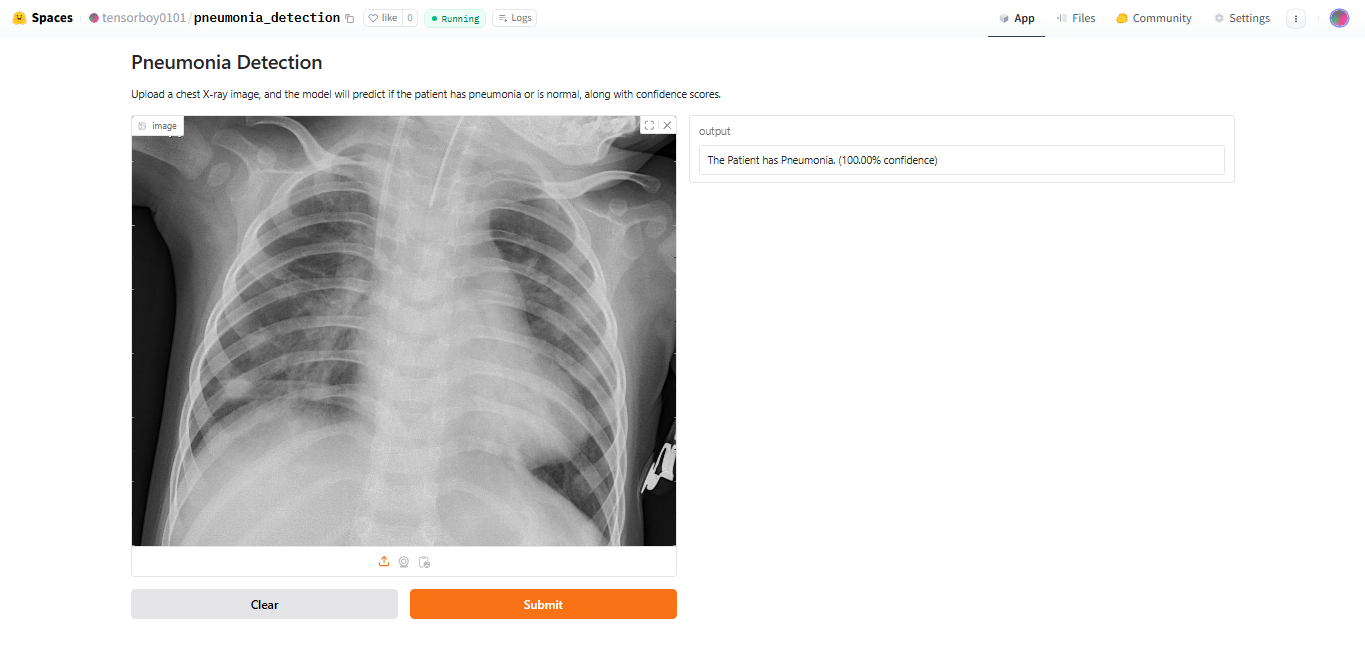 Spaces tensorboy0101/pneumonia_detection like 0 Running Logs App Files Community Settings
Pneumonia Detection
Upload a chest X-ray image, and the model will predict if the patient has pneumonia or is normal, along with confidence scores.
image
output
The Patient has Pneumonia. (100.00% confidence)
Clear
Submit